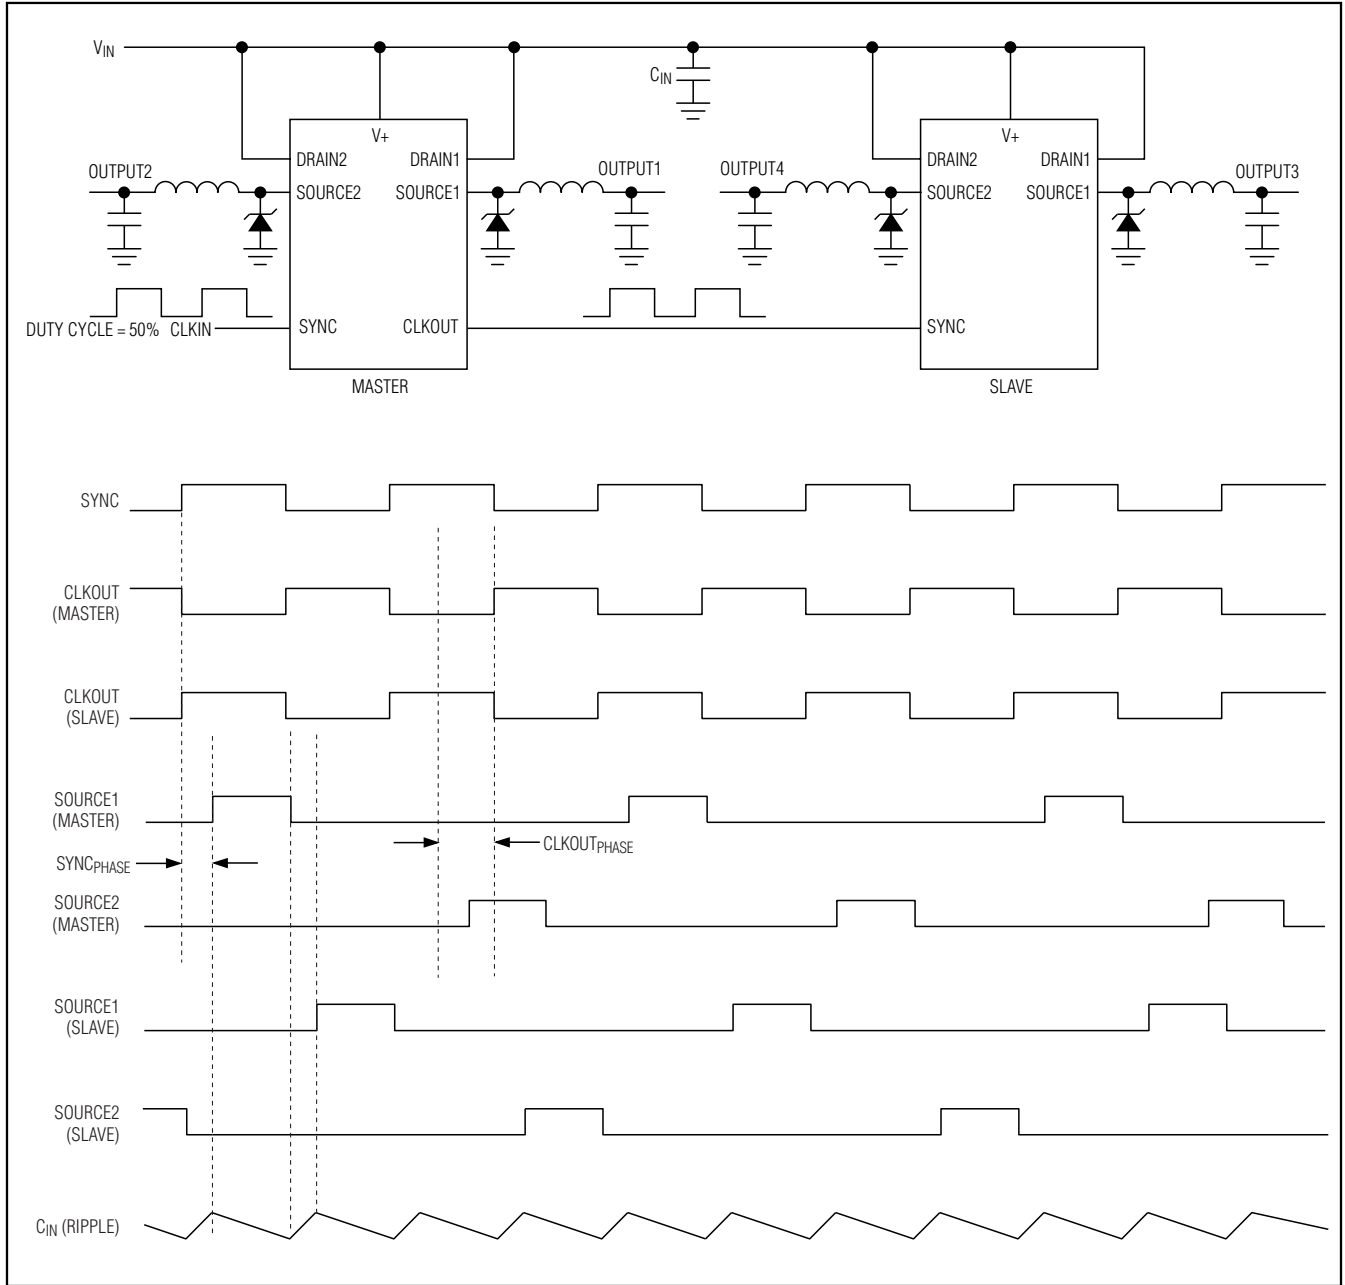 VIN
CIN
V+
DRAIN2 DRAIN1
OUTPUT2 SOURCE2 SOURCE1 OUTPUT1
DUTY CYCLE = 50% CLKIN SYNC CLKOUT
MASTER
V+
DRAIN2 DRAIN1
OUTPUT4 SOURCE2 SOURCE1 OUTPUT3
SYNC
SLAVE
SYNC
CLKOUT
(MASTER)
CLKOUT
(SLAVE)
SOURCE1
(MASTER)
CLKOUTPHASE
SYNCPHASE
SOURCE2
(MASTER)
SOURCE1
(SLAVE)
SOURCE2
(SLAVE)
CIN (RIPPLE)